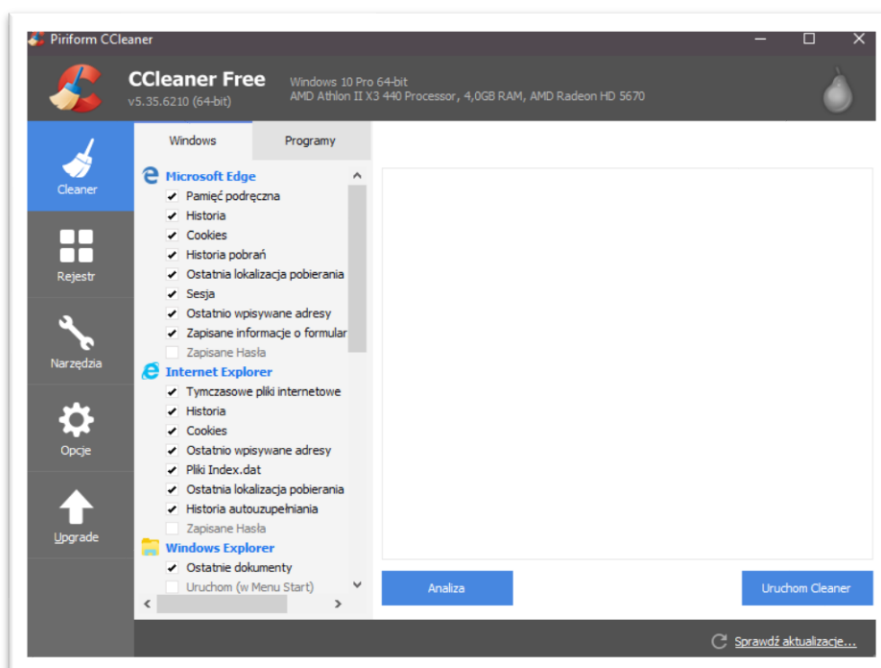 Piriform CCleaner
CCleaner Free
v5.35.6210 (64-bit)
Windows 10 Pro 64-bit
AMD Athlon II X3 440 Processor, 4,0GB RAM, AMD Radeon HD 5670
Cleaner
Rejestr
Narzędzia
Opcje
Upgrade
Windows
Programy
Microsoft Edge
Pamięć podręczna
Historia
Cookies
Historia pobrań
Ostatnia lokalizacja pobierania
Sesja
Ostatnio wpisywane adresy
Zapisane informacje o formular
Zapisane Hasła
Internet Explorer
Tymczasowe pliki internetowe
Historia
Cookies
Ostatnio wpisywane adresy
Pliki Index.dat
Ostatnia lokalizacja pobierania
Historia autouzupełniania
Zapisane Hasła
Windows Explorer
Ostatnie dokumenty
Uruchom (w Menu Start)
Analiza
Uruchom Cleaner
Sprawdź aktualizacje...